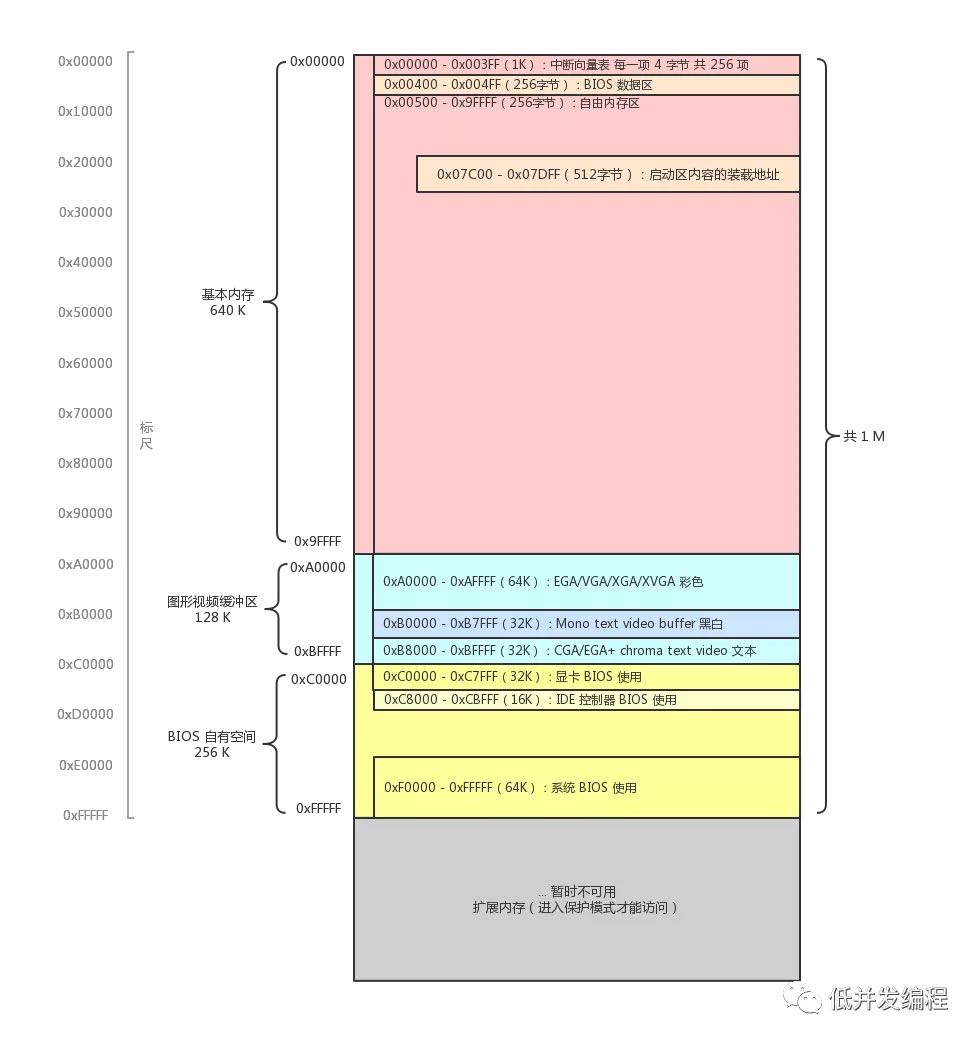 0x00000
0x10000
0x20000
0x30000
0x40000
0x50000
0x60000
0x70000
0x80000
0x90000
0xA0000
0xB0000
0xC0000
0xD0000
0xE0000
0xFFFFF
标
尺
0x00000
基本内存
640 K
0x9FFFF
0xA0000
图形视频缓冲区
128 K
0xBFFFF
0xC0000
BIOS 自有空间
256 K
0xFFFFF
0x00000 - 0x003FF（1K）：中断向量表 每一项 4 字节 共 256 项
0x00400 - 0x004FF（256字节）：BIOS 数据区
0x00500 - 0x9FFFF（256字节）：自由内存区
0x07C00 - 0x07DFF（512字节）：启动区内容的装载地址
0xA0000 - 0xAFFFF（64K）：EGA/VGA/XGA/XVGA 彩色
0xB0000 - 0xB7FFF（32K）：Mono text video buffer 黑白
0xB8000 - 0xBFFFF（32K）：CGA/EGA+ chroma text video 文本
0xC0000 - 0xC7FFF（32K）：显卡 BIOS 使用
0xC8000 - 0xCBFFF（16K）：IDE 控制器 BIOS 使用
0xF0000 - 0xFFFFF（64K）：系统 BIOS 使用
... 暂时不可用
扩展内存（进入保护模式才能访问）
共 1 M
低并发编程